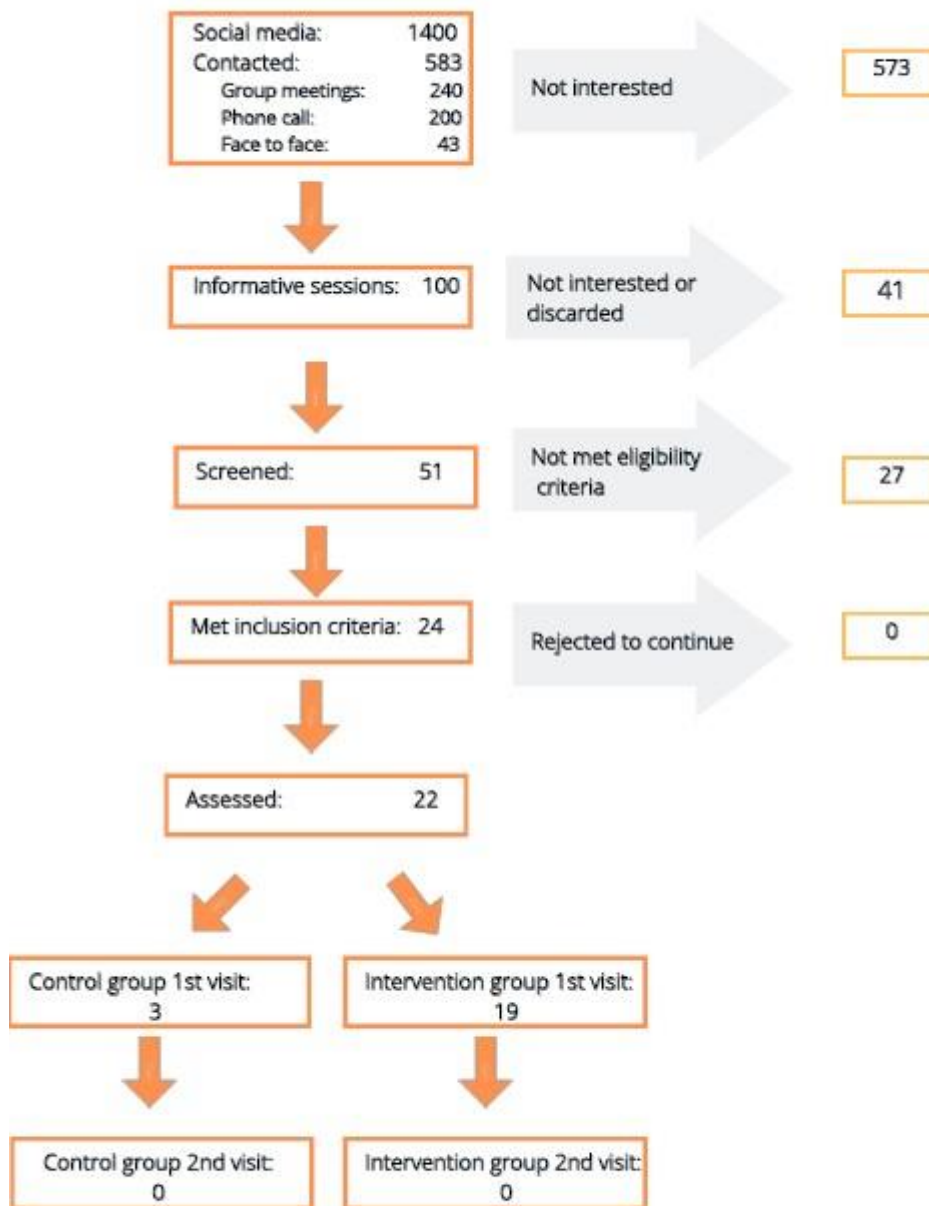 Social media: 1400
Contacted: 583
Group meetings: 240
Phone call: 200
Face to face: 43
Not interested
573
Informative sessions: 100
Not interested or
discarded
41
Screened: 51
Not met eligibility
criteria
27
Met inclusion criteria: 24
Rejected to continue
0
Assessed: 22
Control group 1st visit:
3
Intervention group 1st visit:
19
Control group 2nd visit:
0
Intervention group 2nd visit:
0